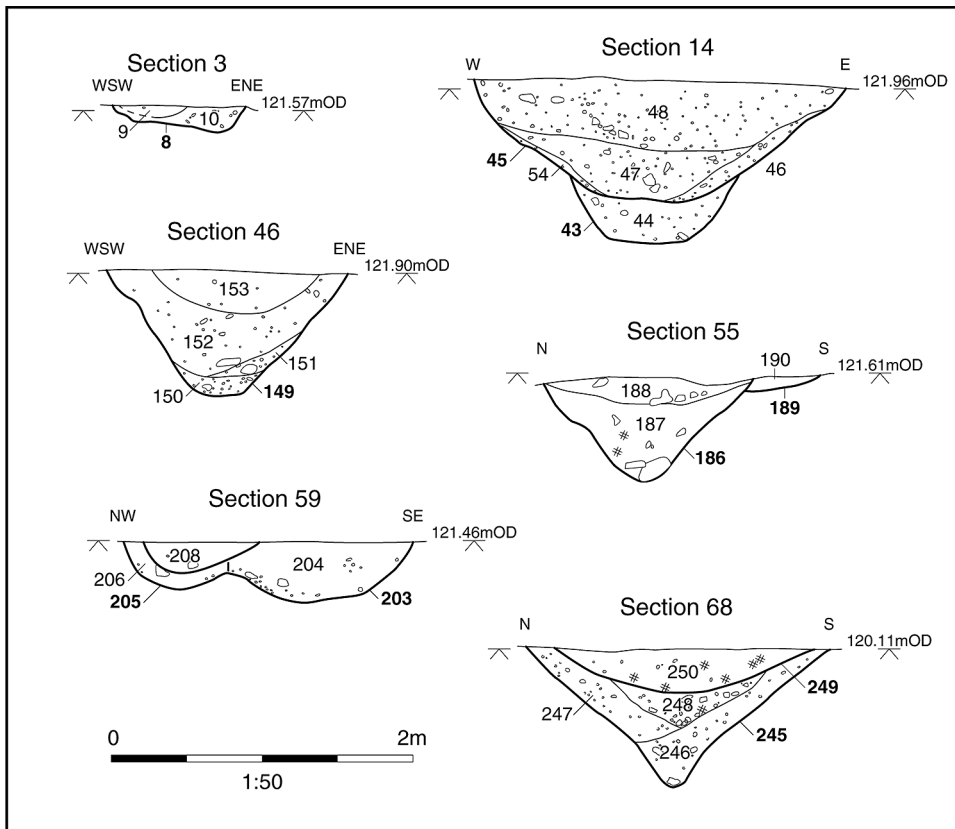 Section 3
WSW ENE
121.57mOD
9 10
8
Section 14
W E
121.96mOD
48
45
54 47 46
44
43
Section 46
WSW ENE
121.90mOD
153
152
151
150 149
Section 55
N S
190
121.61mOD
188
189
187
186
Section 59
NW SE
121.46mOD
208 204
206
205 203
Section 68
N S
120.11mOD
250
249
248
247
245
246
0 2m
1:50